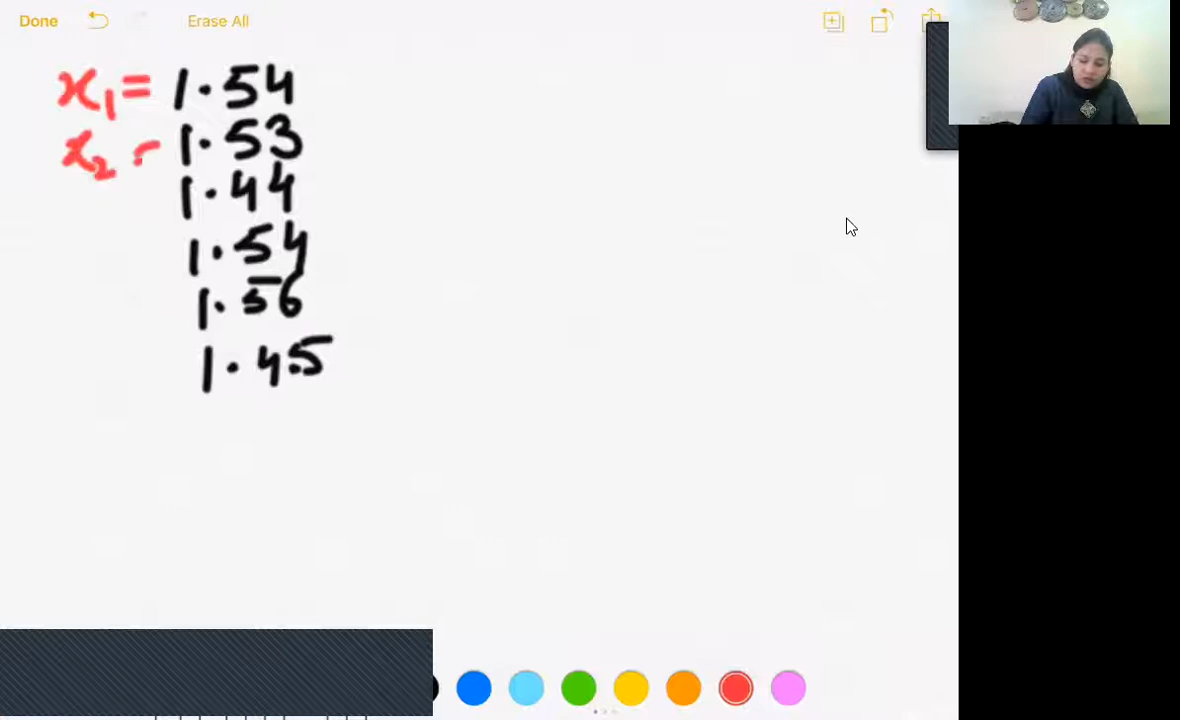 Done Erase All
x₁ = 1.54
x₂ = 1.53
1.44
1.54
1.56
1.45